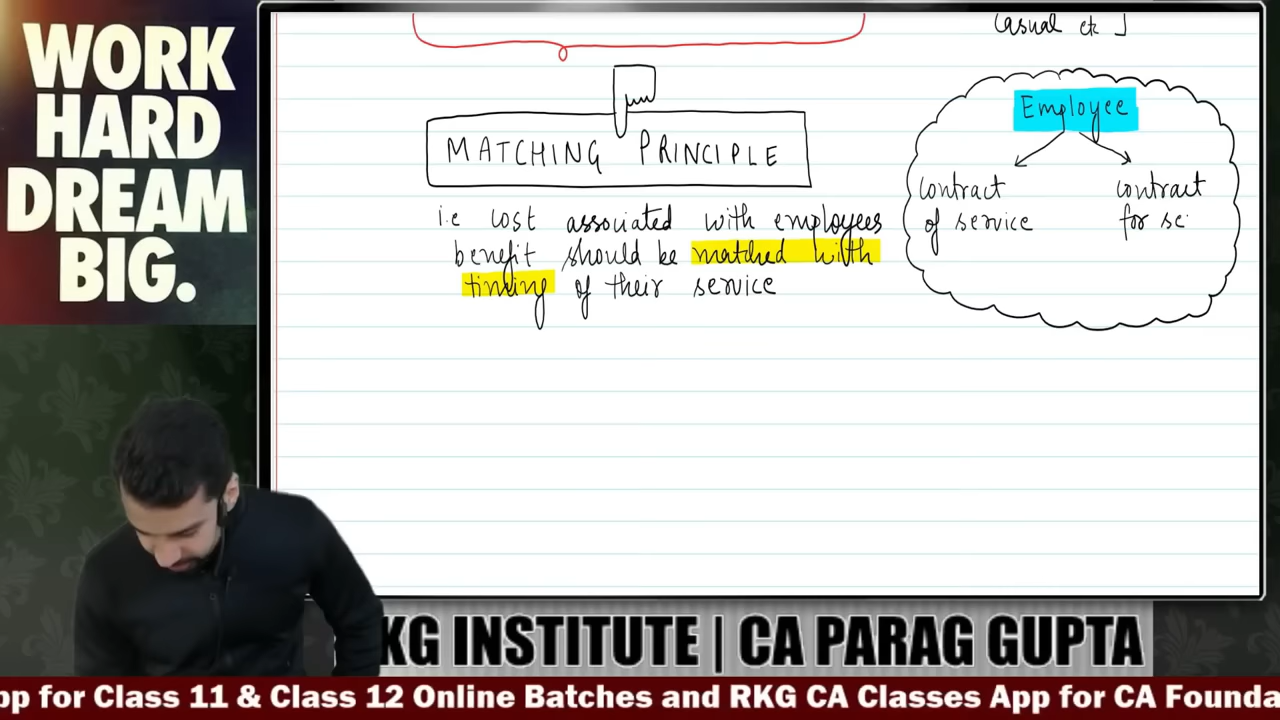 WORK
HARD
DREAM
BIG.
Casual etc ]
MATCHING PRINCIPLE
i.e cost associated with employees
benefit should be matched with
timing of their service
Employee
contract
of service
contract
for se
KG INSTITUTE | CA PARAG GUPTA
pp for Class 11 & Class 12 Online Batches and RKG CA Classes App for CA Founda